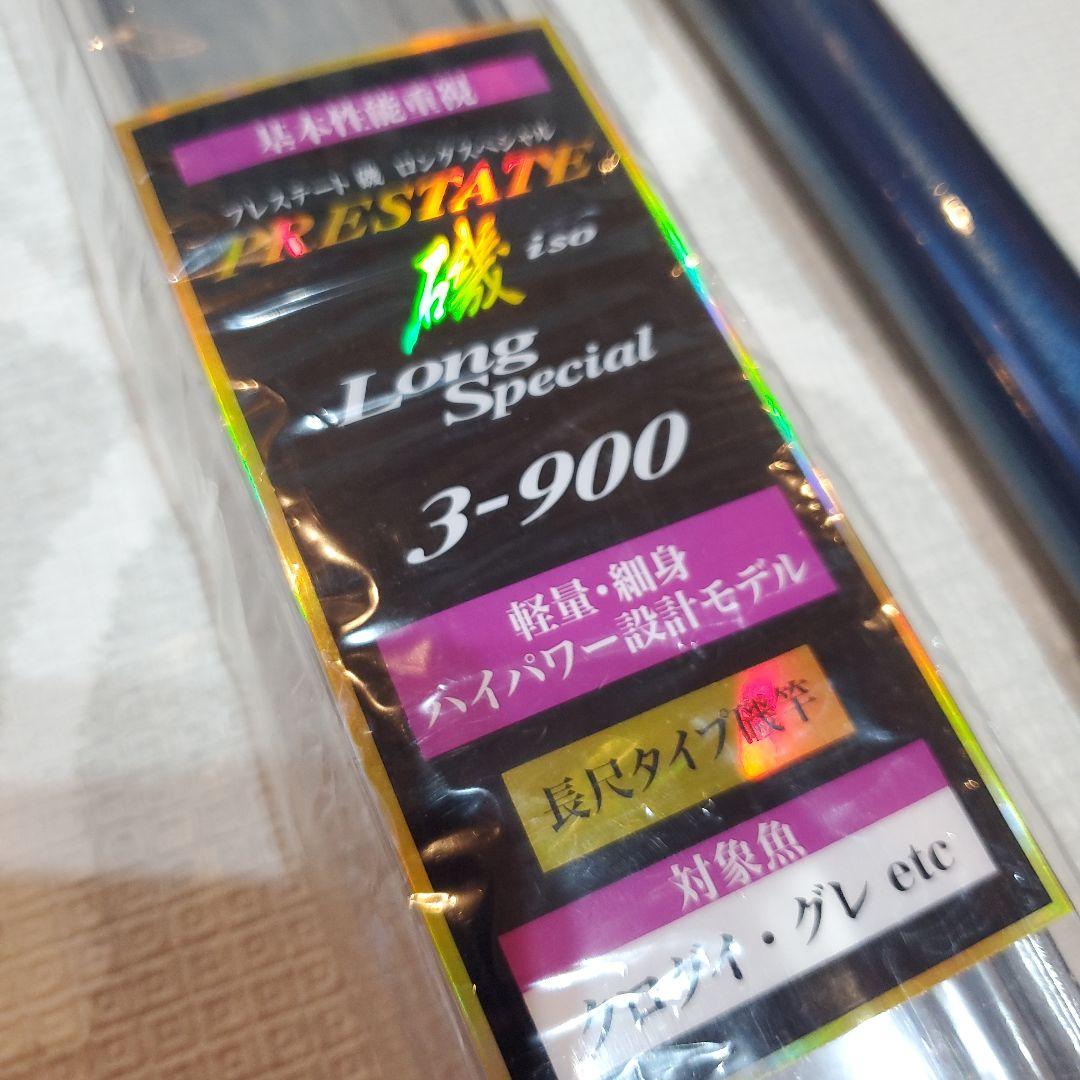 基本性能重視
プレステート 磯 ロングスペシャル
PRESTATE
磯 iso
Long
Special
3-900
軽量・細身
ハイパワー設計モデル
長尺タイプ磯竿
対象魚
クロダイ・グレ etc